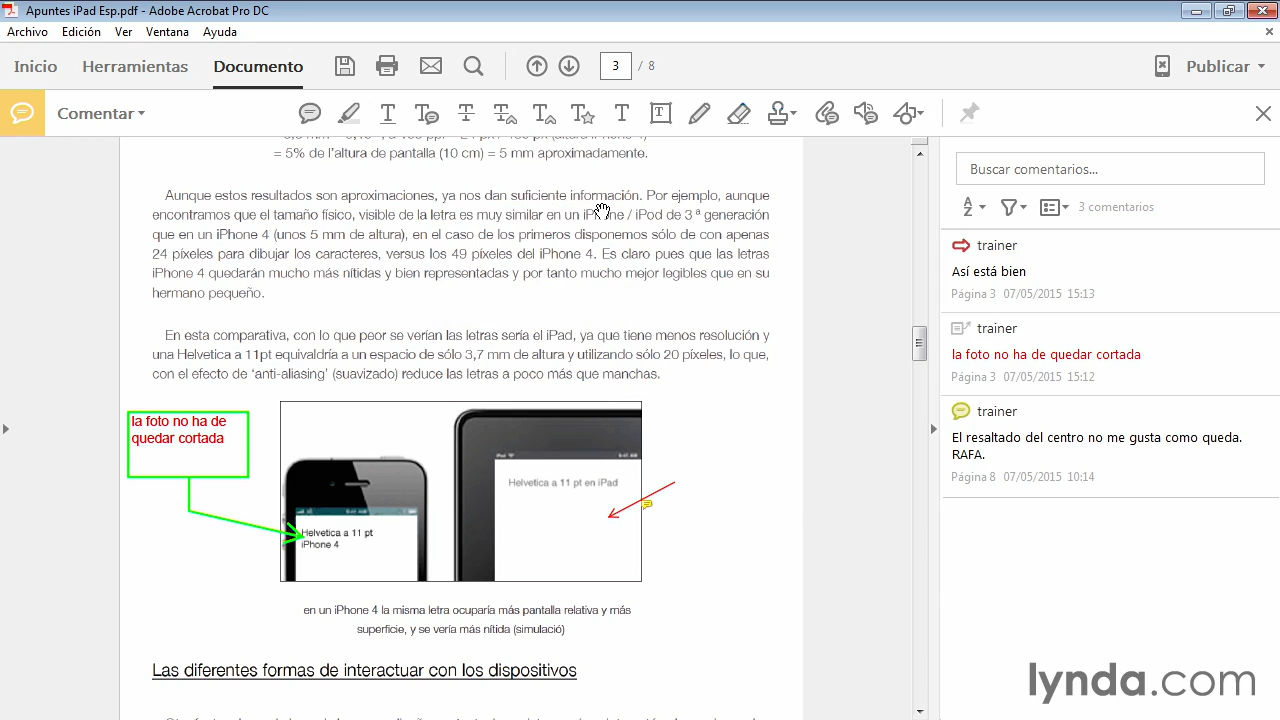 Apuntes iPad Esp.pdf - Adobe Acrobat Pro DC
Archivo Edición Ver Ventana Ayuda
Inicio Herramientas Documento 3 / 8 Publicar
Comentar
= 5% de l'altura de pantalla (10 cm) = 5 mm aproximadamente.
Aunque estos resultados son aproximaciones, ya nos dan suficiente información. Por ejemplo, aunque
encontramos que el tamaño físico, visible de la letra es muy similar en un iPhone / iPod de 3 ª generación
que en un iPhone 4 (unos 5 mm de altura), en el caso de los primeros disponemos sólo de con apenas
24 píxeles para dibujar los caracteres, versus los 49 píxeles del iPhone 4. Es claro pues que las letras
iPhone 4 quedarán mucho más nítidas y bien representadas y por tanto mucho mejor legibles que en su
hermano pequeño.
En esta comparativa, con lo que peor se verían las letras sería el iPad, ya que tiene menos resolución y
una Helvetica a 11pt equivaldría a un espacio de sólo 3,7 mm de altura y utilizando sólo 20 píxeles, lo que,
con el efecto de 'anti-aliasing' (suavizado) reduce las letras a poco más que manchas.
la foto no ha de
quedar cortada
Helvetica a 11 pt
iPhone 4
Helvetica a 11 pt en iPad
en un iPhone 4 la misma letra ocuparía más pantalla relativa y más
superficie, y se vería más nítida (simulació)
Las diferentes formas de interactuar con los dispositivos
Buscar comentarios...
3 comentarios
trainer
Así está bien
Página 3 07/05/2015 15:13
trainer
la foto no ha de quedar cortada
Página 3 07/05/2015 15:12
trainer
El resaltado del centro no me gusta como queda.
RAFA.
Página 8 07/05/2015 10:14
lynda.com